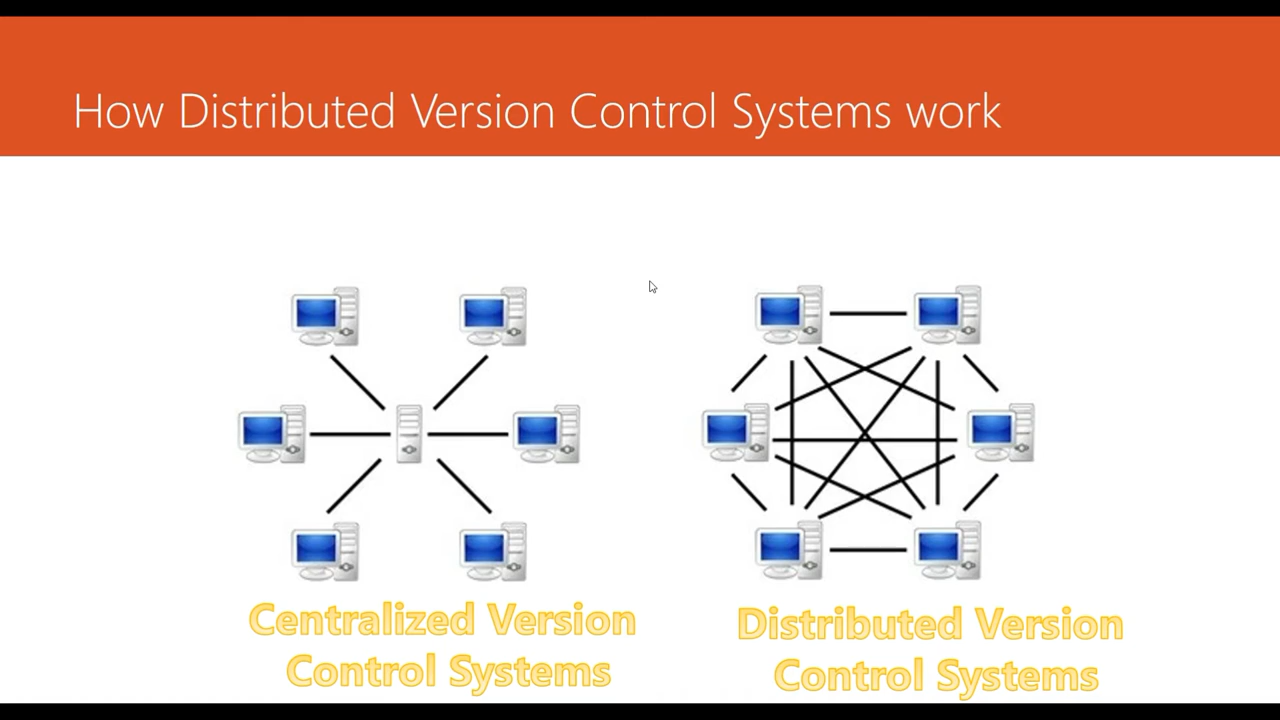 How Distributed Version Control Systems work
Centralized Version
Control Systems
Distributed Version
Control Systems